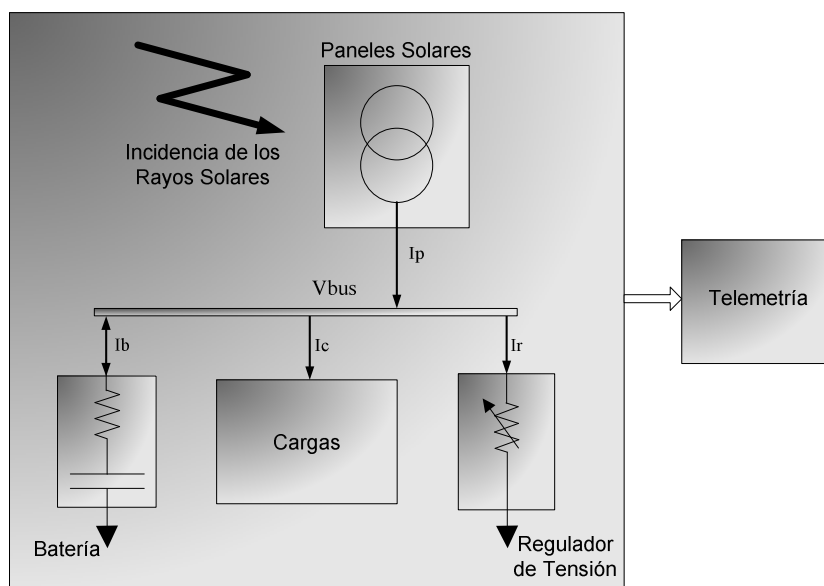 Paneles Solares
Incidencia de los
Rayos Solares
Ip
Vbus
Telemetría
Ib
Ic
Ir
Cargas
Batería
Regulador
de Tensión